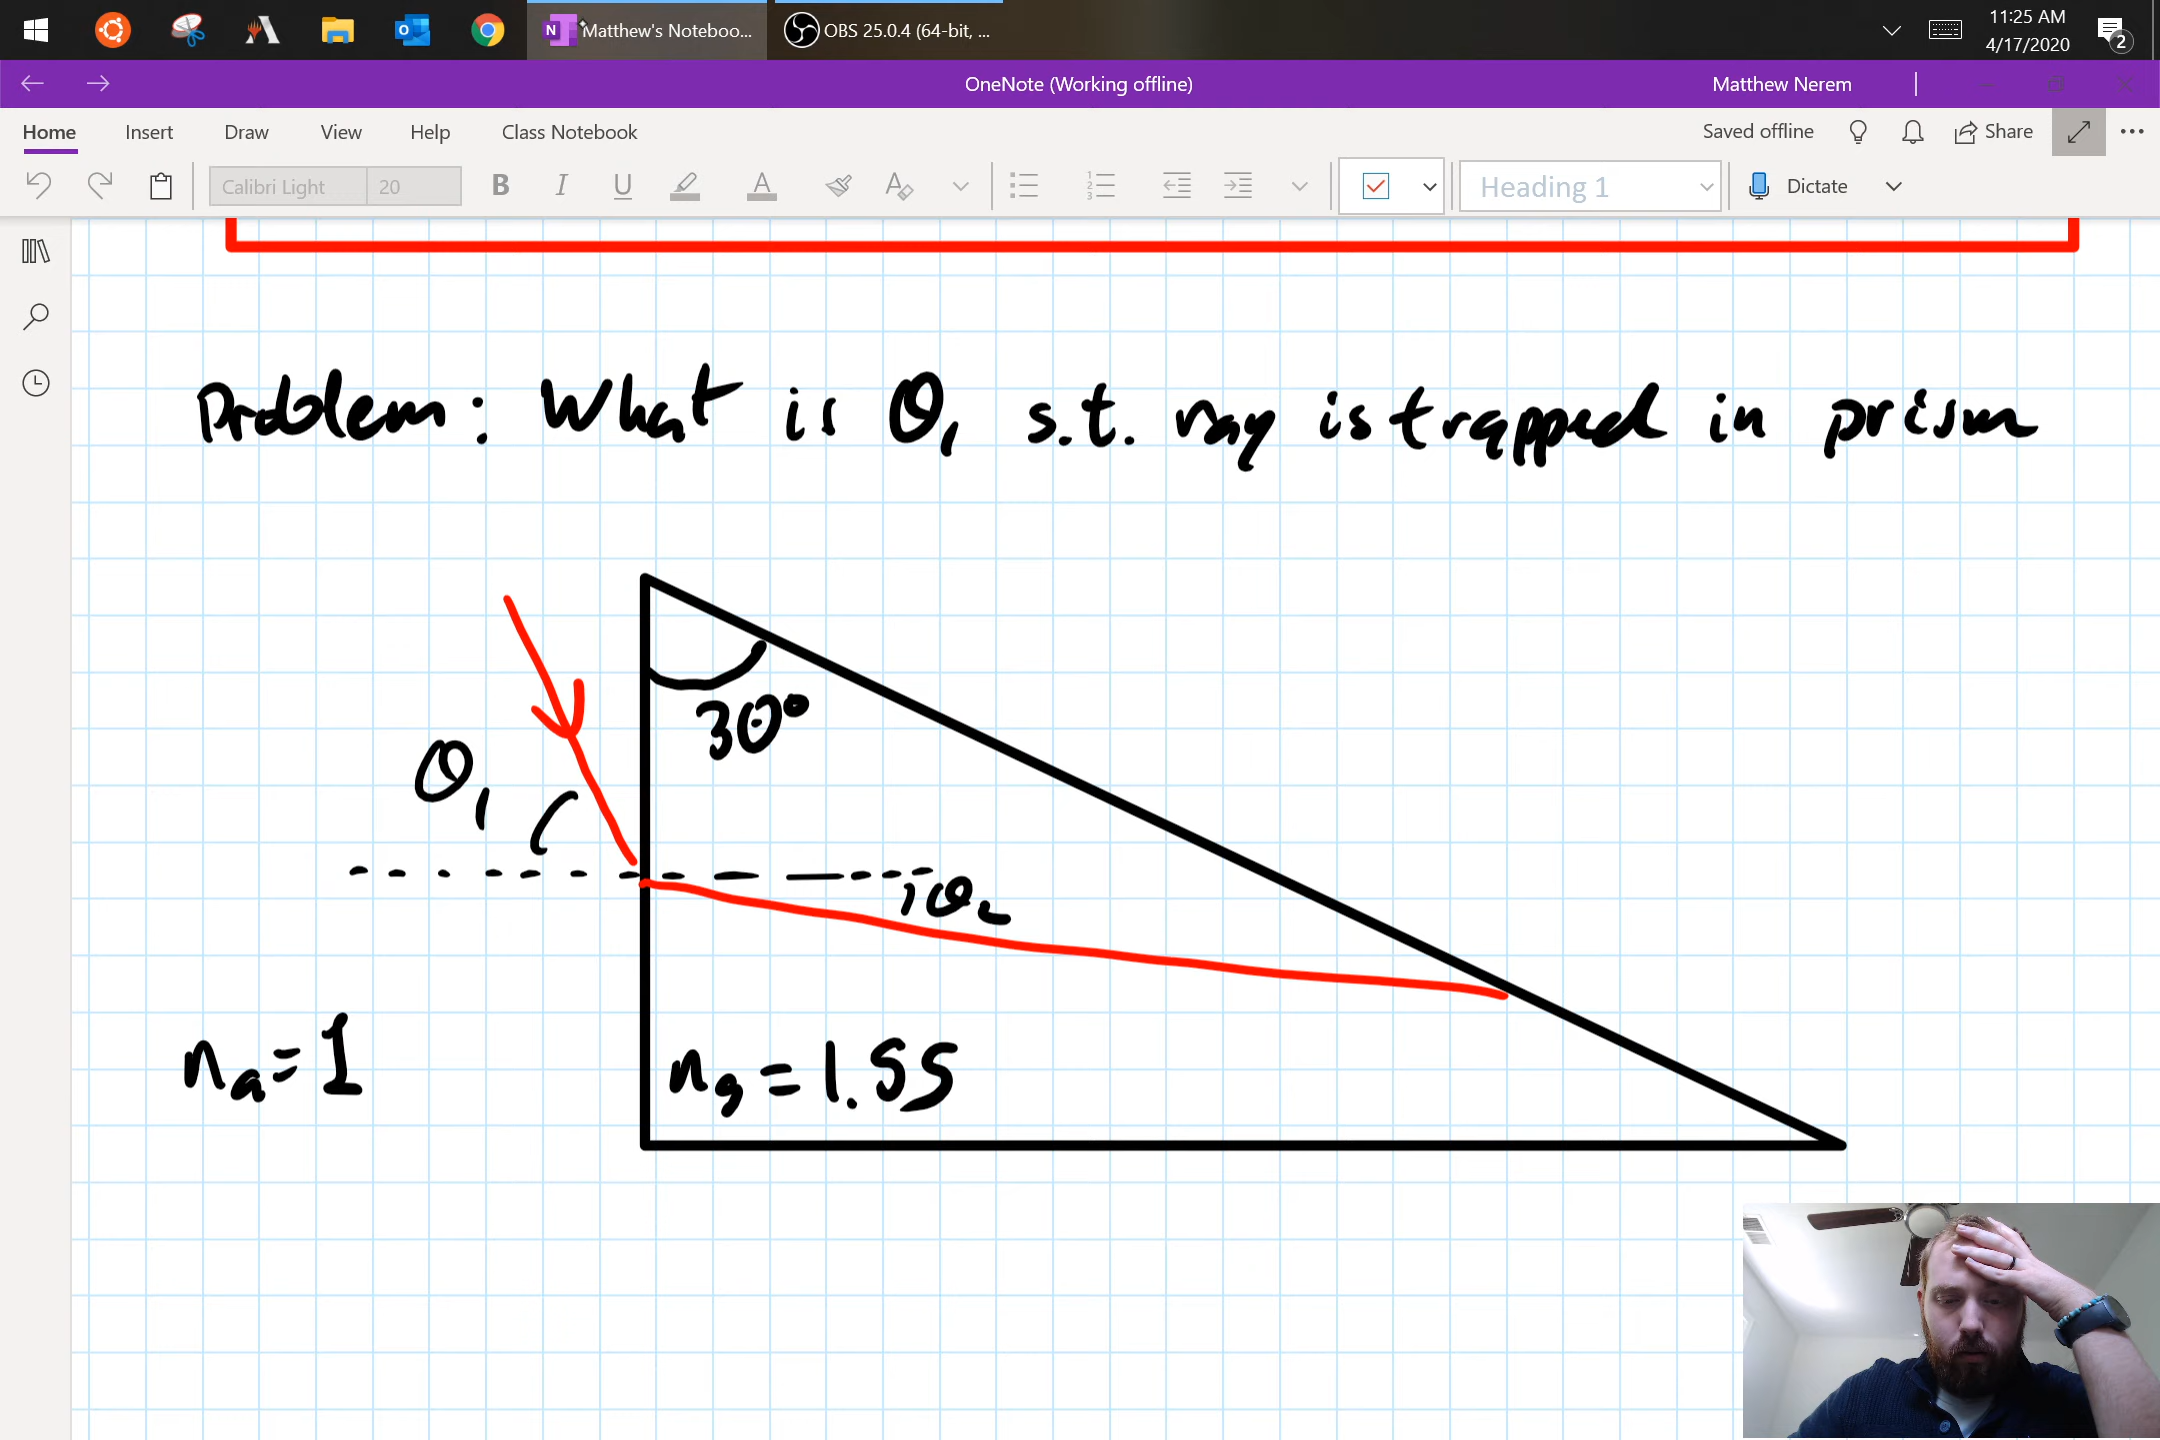 Matthew's Noteboo...
OBS 25.0.4 (64-bit, ...
11:25 AM
4/17/2020
2
OneNote (Working offline)
Matthew Nerem
Home Insert Draw View Help Class Notebook
Saved offline
Share
Calibri Light 20
B I U A A
Heading 1
Dictate
Problem: What is θ₁ s.t. ray is trapped in prism
30°
θ₁
θ₂
nₐ = 1
n_g = 1.55